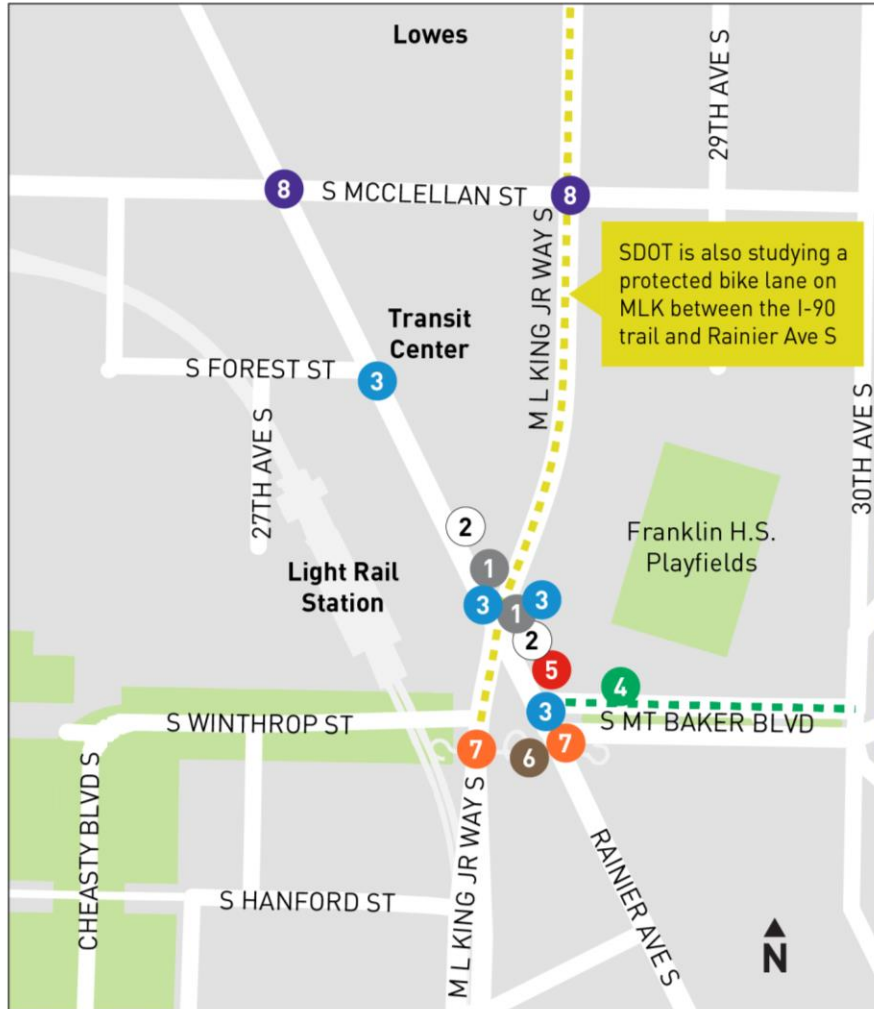 Lowes
29TH AVE S
8
S MCCLELLAN ST
8
M L KING JR WAY S
SDOT is also studying a
protected bike lane on
MLK between the I-90
trail and Rainier Ave S
Transit
Center
S FOREST ST
3
27TH AVE S
30TH AVE S
2
Franklin H.S.
Playfields
1
Light Rail
Station
3
1
3
2
5
4
3
S WINTHROP ST
S MT BAKER BLVD
7
6
7
CHEASTY BLVD S
M L KING JR WAY S
RAINIER AVE S
S HANFORD ST
N